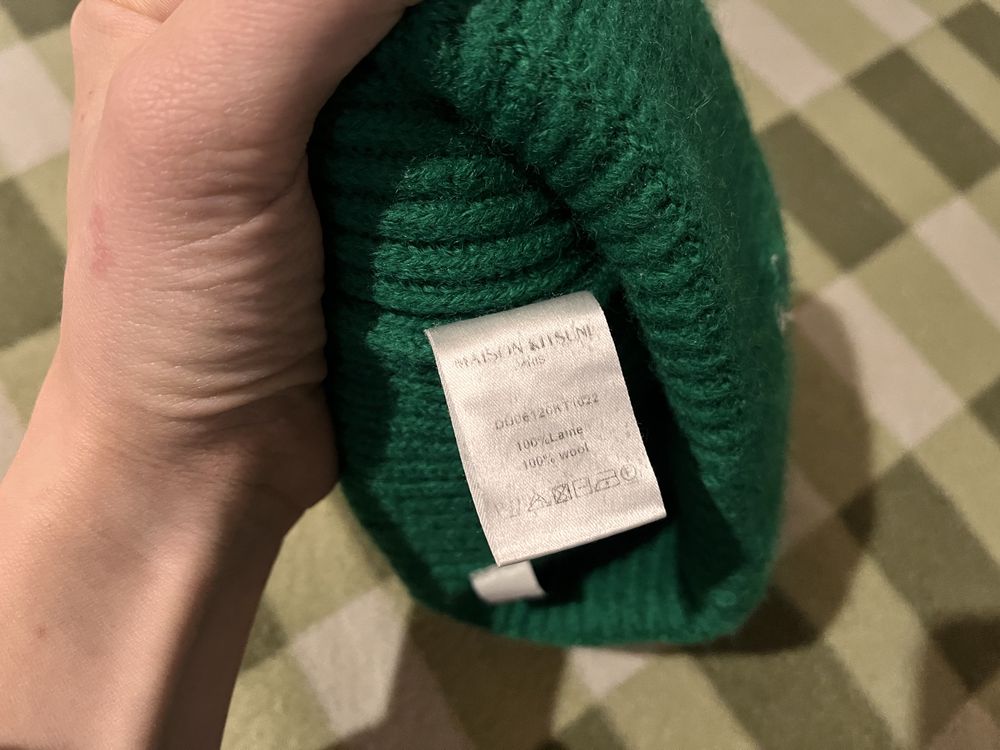 MAISON KITSUNÉ
PARIS
100%Laine
100% wool